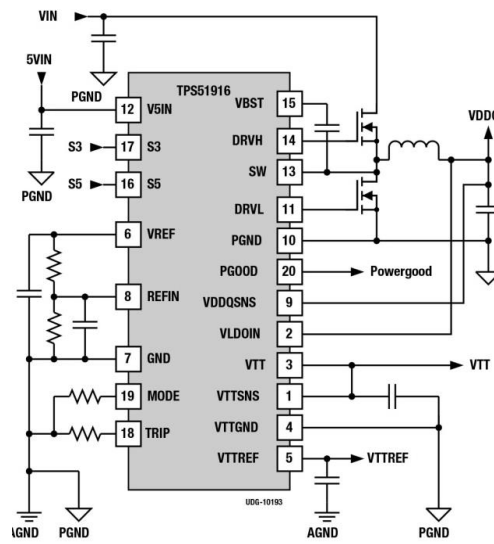 VIN
5VIN
PGND
TPS51916
12 V5IN
VBST 15
DRVH 14
S3 17 S3
SW 13
S5 16 S5
PGND
DRVL 11
6 VREF
PGND 10
PGOOD 20 Powergood
8 REFIN
VDDQSNS 9
VLDOIN 2
7 GND
VTT 3 VTT
19 MODE
VTTSNS 1
18 TRIP
VTTGND 4
VTTREF 5 VTTREF
UDG-10193
AGND
PGND
AGND
PGND